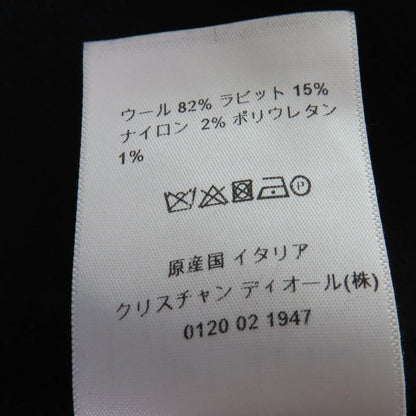 ウール 82% ラビット 15%
ナイロン 2% ポリウレタン
1%
P
原産国 イタリア
クリスチャン ディオール(株)
0120 02 1947